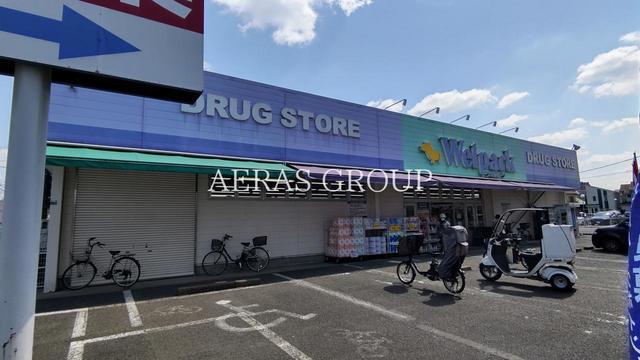 DRUG STORE
Welpark
DRUG STORE
AERAS GROUP